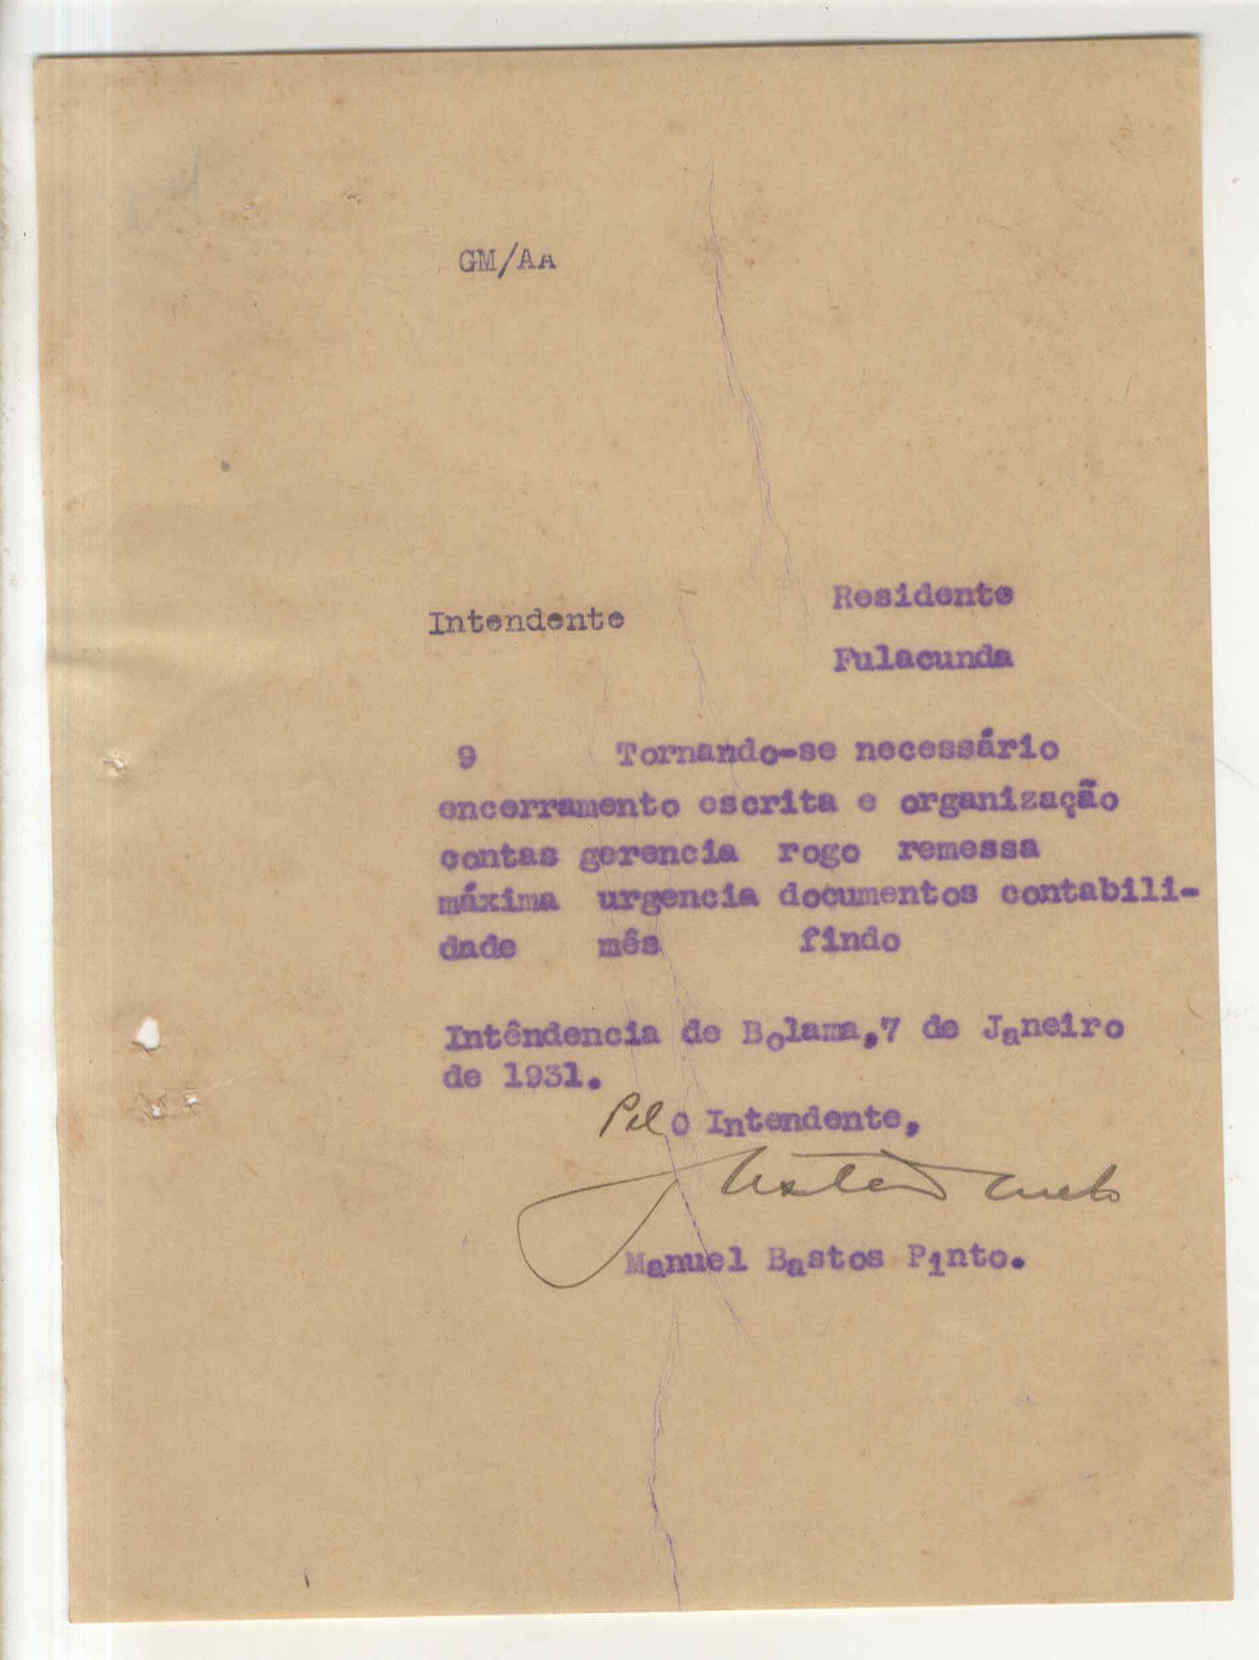 GM/AA
Residente
Intendente
Fulacunda
9 Tornando-se necessário
encerramento escrita e organização
contas gerencia rogo remessa
máxima urgencia documentos contabili-
dade mês findo
Intêndencia de Bolama,7 de Janeiro
de 1931.
Pelo Intendente,
Manuel Bastos Pinto.